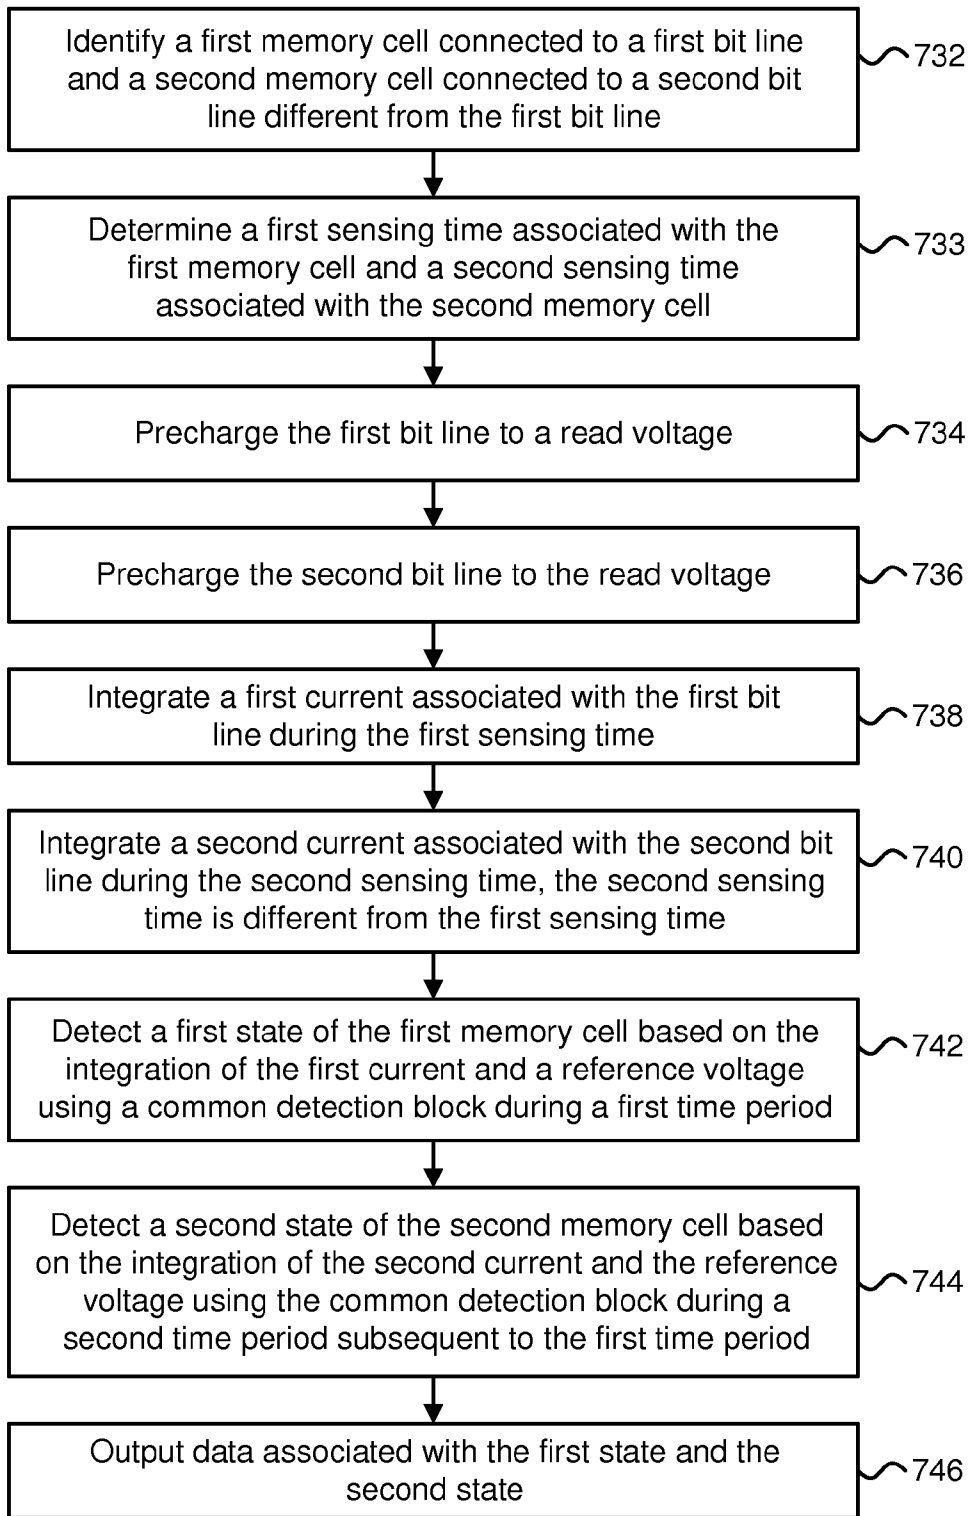 Identify a first memory cell connected to a first bit line
and a second memory cell connected to a second bit
line different from the first bit line
732
Determine a first sensing time associated with the
first memory cell and a second sensing time
associated with the second memory cell
733
Precharge the first bit line to a read voltage
734
Precharge the second bit line to the read voltage
736
Integrate a first current associated with the first bit
line during the first sensing time
738
Integrate a second current associated with the second bit
line during the second sensing time, the second sensing
time is different from the first sensing time
740
Detect a first state of the first memory cell based on the
integration of the first current and a reference voltage
using a common detection block during a first time period
742
Detect a second state of the second memory cell based
on the integration of the second current and the reference
voltage using the common detection block during a
second time period subsequent to the first time period
744
Output data associated with the first state and the
second state
746